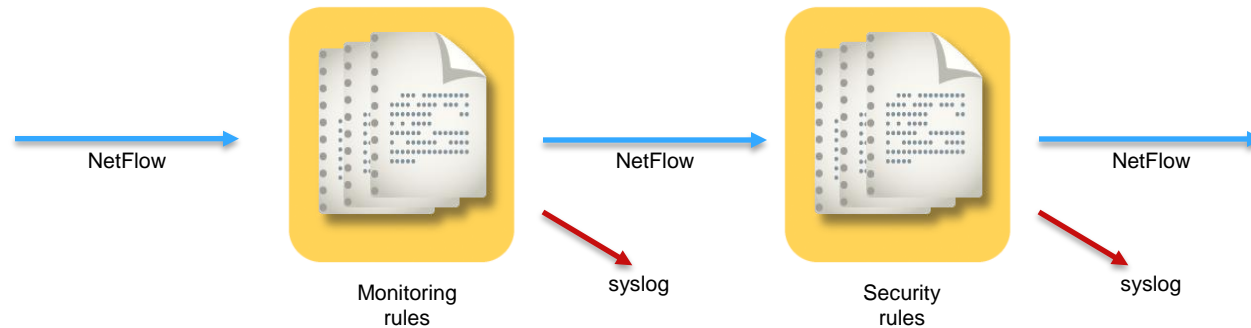 NetFlow
NetFlow
NetFlow
Monitoring
rules
syslog
Security
rules
syslog